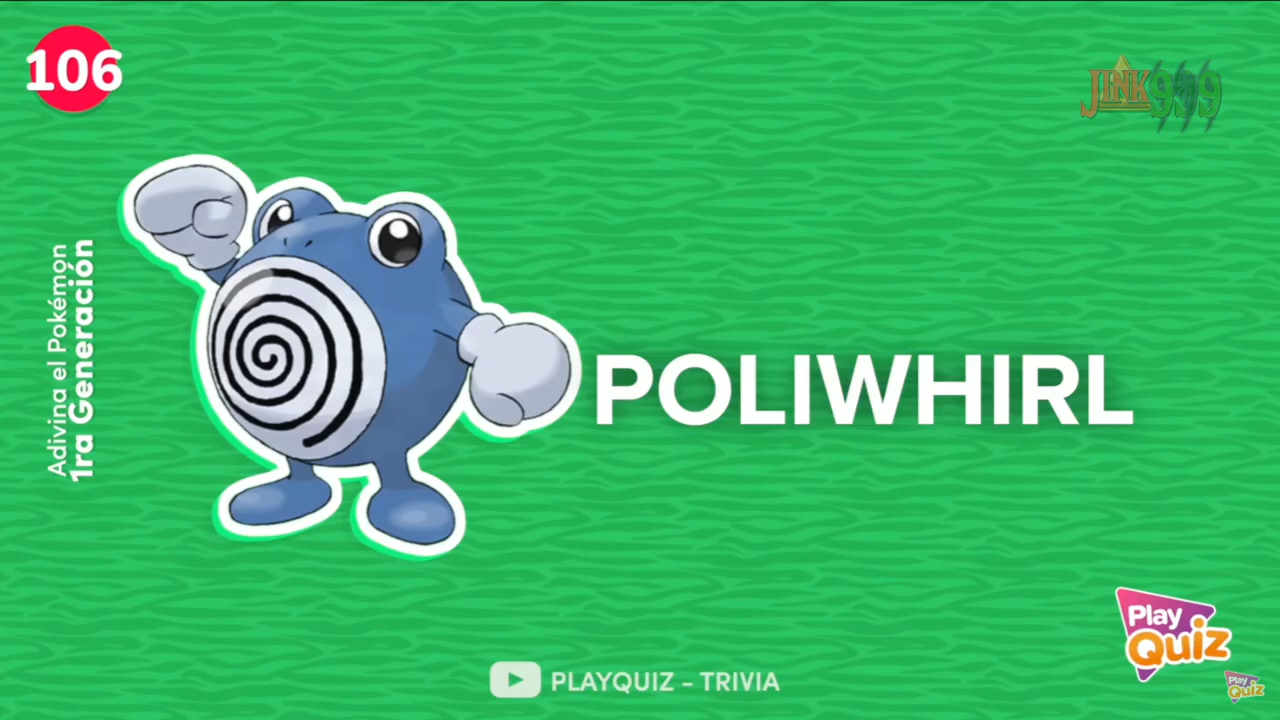 106
JINK999
Adivina el Pokémon
1ra Generación
POLIWHIRL
Play
Quiz
Play
Quiz
PLAYQUIZ - TRIVIA